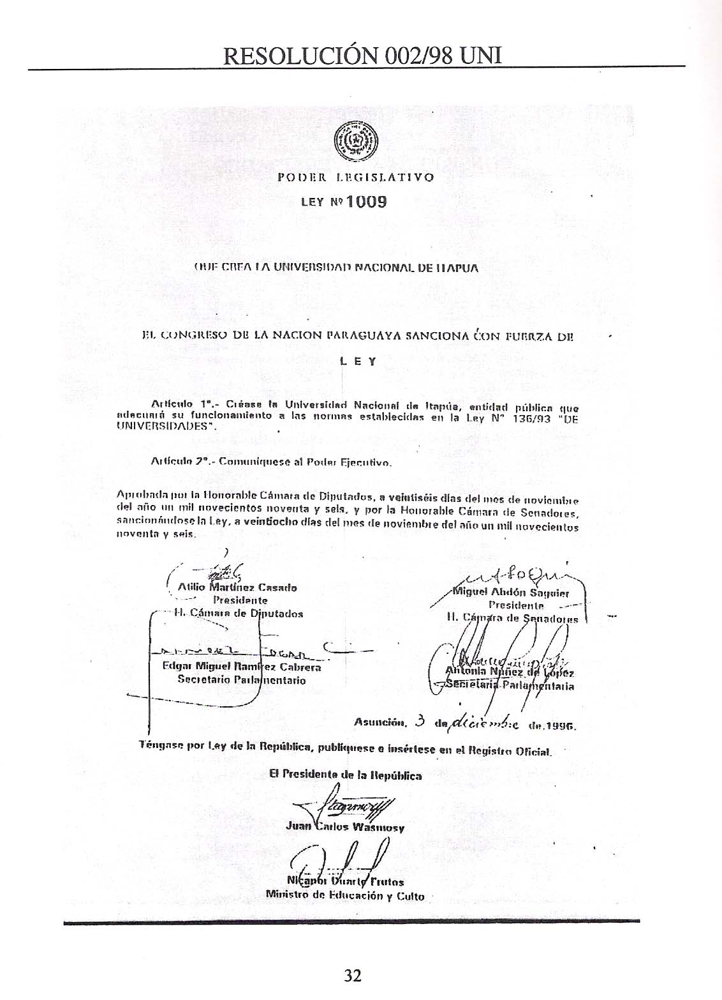 RESOLUCIÓN 002/98 UNI
PODER LEGISLATIVO
LEY Nº 1009
QUE CREA LA UNIVERSIDAD NACIONAL DE ITAPUA
EL CONGRESO DE LA NACION PARAGUAYA SANCIONA CON FUERZA DE
L E Y
Artículo 1º.- Créase la Universidad Nacional de Itapúa, entidad pública que
adecuará su funcionamiento a las normas establecidas en la Ley Nº 136/93 "DE
UNIVERSIDADES".
Artículo 2º.- Comuníquese al Poder Ejecutivo.
Aprobada por la Honorable Cámara de Diputados, a veintiséis días del mes de noviembre
del año un mil novecientos noventa y seis, y por la Honorable Cámara de Senadores,
sancionándose la Ley, a veintiocho días del mes de noviembre del año un mil novecientos
noventa y seis.
Atilio Martínez Casado
Presidente
H. Cámara de Diputados
Miguel Abdón Saguier
Presidente
H. Cámara de Senadores
Edgar Miguel Ramírez Cabrera
Secretario Parlamentario
Antonia Núñez de López
Secretaria Parlamentaria
Asunción, 3 de diciembre de 1996.
Téngase por Ley de la República, publíquese e insértese en el Registro Oficial.
El Presidente de la República
Juan Carlos Wasmosy
Nicanor Duarte Frutos
Ministro de Educación y Culto
32